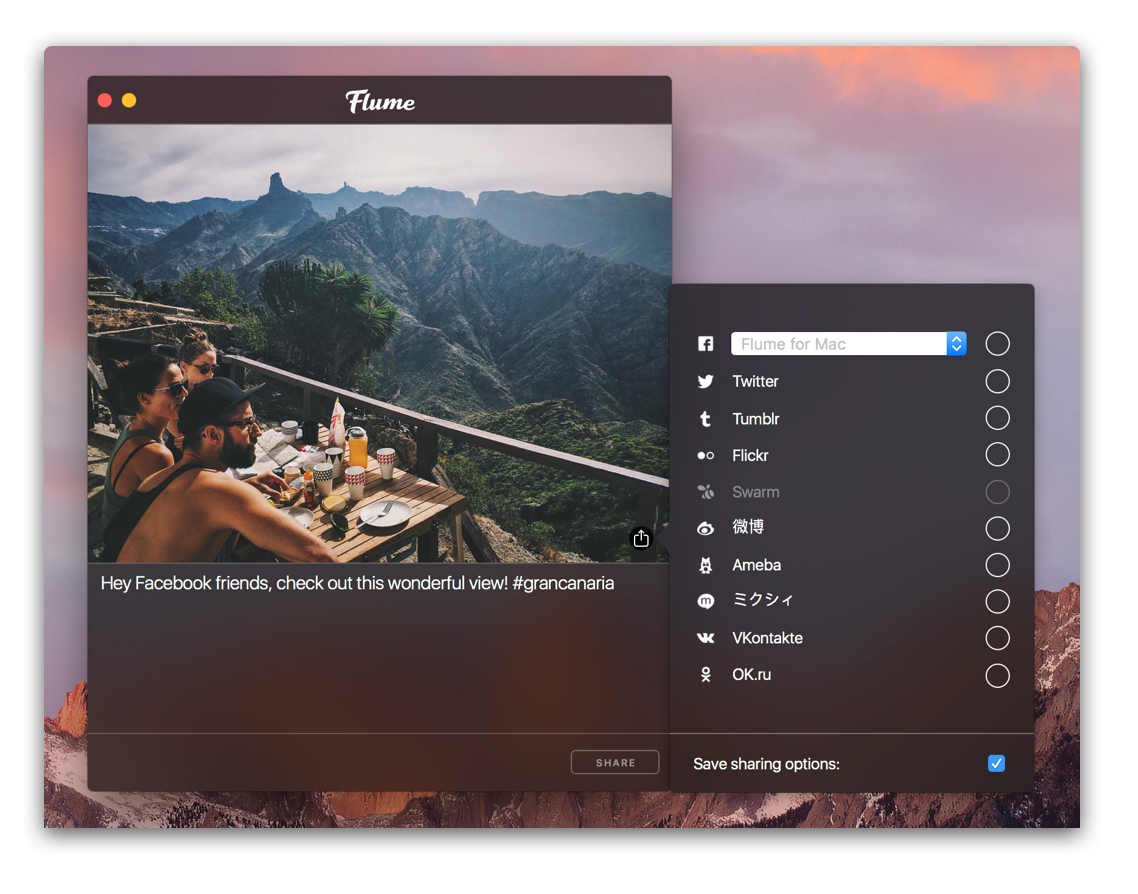 Flume
Hey Facebook friends, check out this wonderful view! #grancanaria
SHARE
Flume for Mac
Twitter
Tumblr
Flickr
Swarm
微博
Ameba
ミクシィ
VKontakte
OK.ru
Save sharing options: